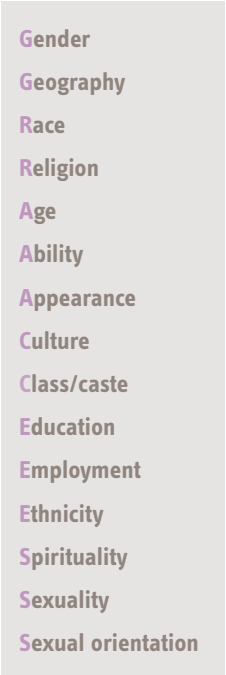 Gender
Geography
Race
Religion
Age
Ability
Appearance
Culture
Class/caste
Education
Employment
Ethnicity
Spirituality
Sexuality
Sexual orientation